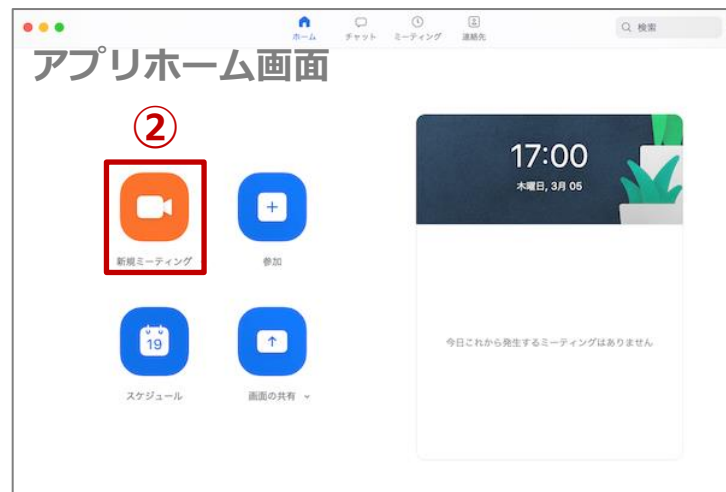 ホーム チャット ミーティング 連絡先 検索
アプリホーム画面
②
17:00
木曜日, 3月 05
新規ミーティング 参加
19
今日これから発生するミーティングはありません
スケジュール 画面の共有